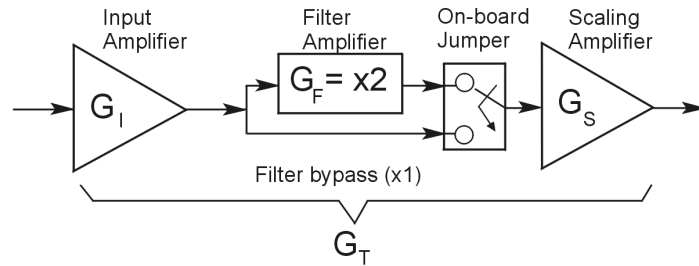 Input
Amplifier
Filter
Amplifier
On-board
Jumper
Scaling
Amplifier
G_I
G_F = x2
G_S
Filter bypass (x1)
G_T